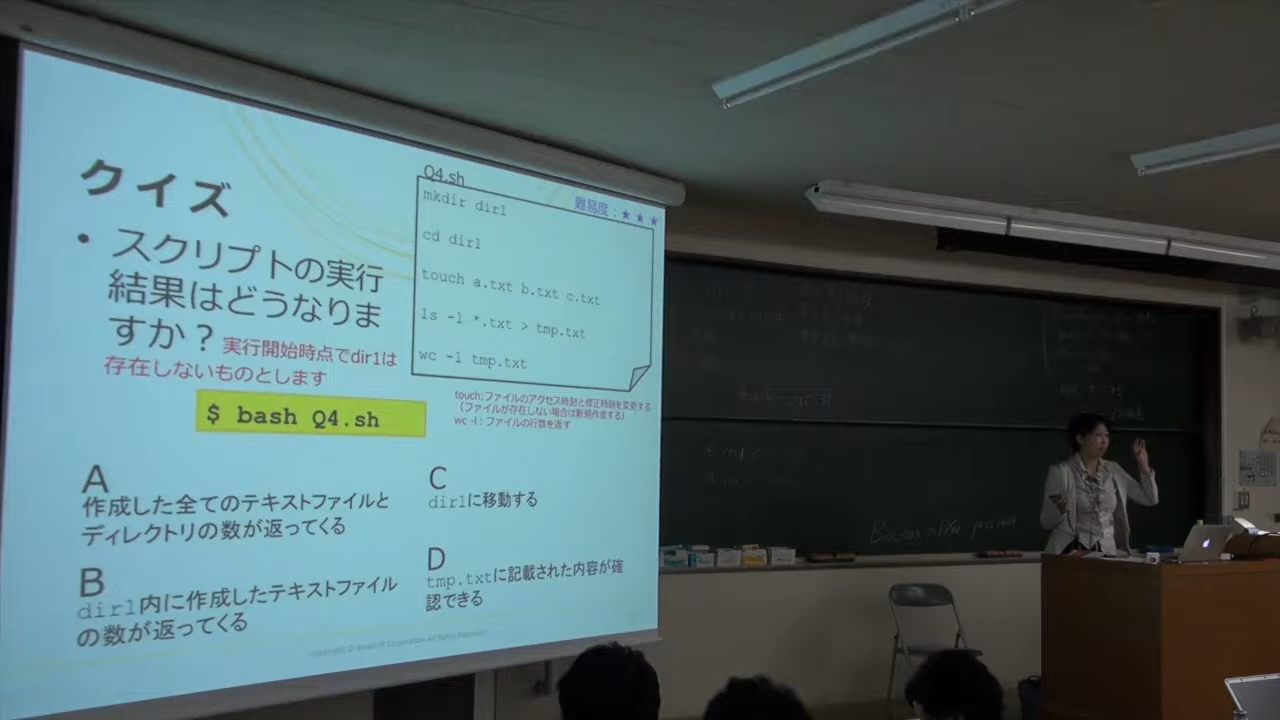 クイズ
• スクリプトの実行
結果はどうなりま
すか？実行開始時点でdir1は
存在しないものとします
$ bash Q4.sh
Q4.sh
難易度：★ ★ ★
mkdir dir1
cd dir1
touch a.txt b.txt c.txt
ls -l *.txt > tmp.txt
wc -l tmp.txt
touch:ファイルのアクセス時刻と修正時刻を変更する
（ファイルが存在しない場合は新規作成する）
wc -l：ファイルの行数を返す
A
作成した全てのテキストファイルと
ディレクトリの数が返ってくる
B
dir1内に作成したテキストファイル
の数が返ってくる
C
dir1に移動する
D
tmp.txtに記載された内容が確
認できる